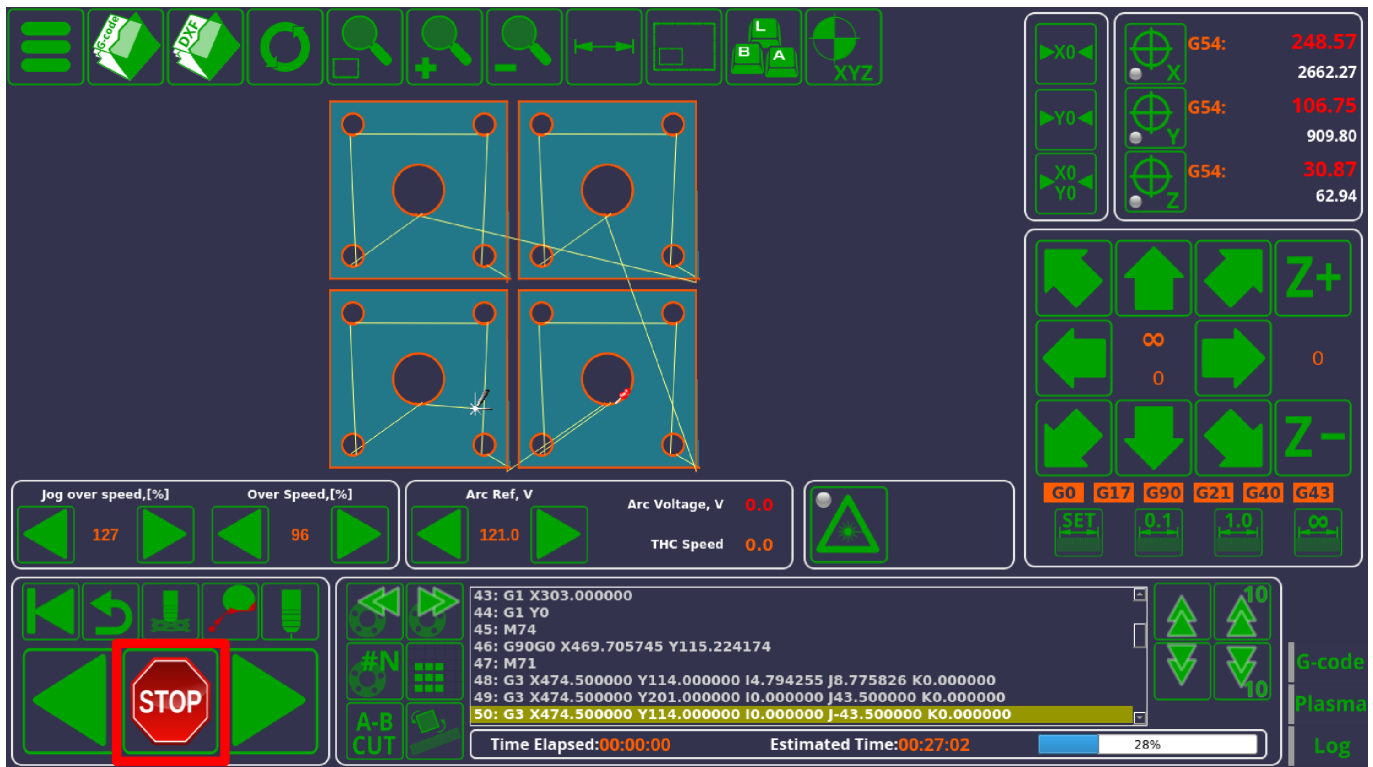 G-code
DXF
L
B A
XYZ
►X0◄
X
G54: 248.57
2662.27
►Y0◄
Y
G54: 106.75
909.80
►X0◄
Y0
Z
G54: 30.87
62.94
Z+
∞
0
0
Z-
G0 G17 G90 G21 G40 G43
SET 0.1 1.0 ∞
Jog over speed,[%] Over Speed,[%]
127 96
Arc Ref, V
121.0
Arc Voltage, V 0.0
THC Speed 0.0
STOP
#N
A-B
CUT
43: G1 X303.000000
44: G1 Y0
45: M74
46: G90G0 X469.705745 Y115.224174
47: M71
48: G3 X474.500000 Y114.000000 I4.794255 J8.775826 K0.000000
49: G3 X474.500000 Y201.000000 I0.000000 J43.500000 K0.000000
50: G3 X474.500000 Y114.000000 I0.000000 J-43.500000 K0.000000
10
10
Time Elapsed:00:00:00 Estimated Time:00:27:02 28%
G-code
Plasma
Log